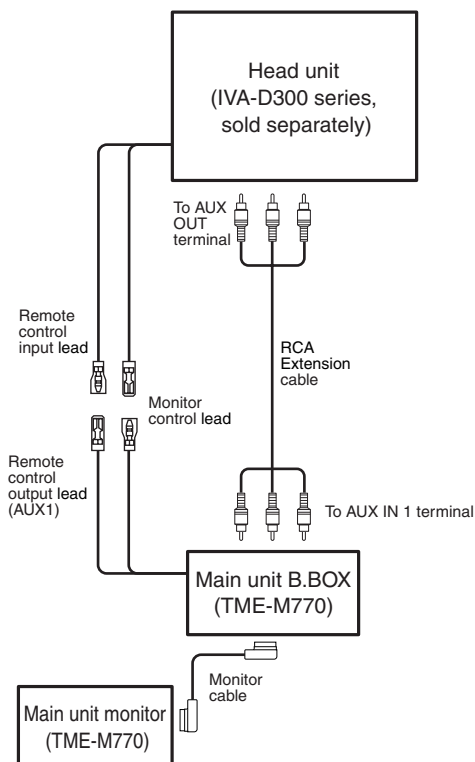 Head unit
(IVA-D300 series,
sold separately)
To AUX
OUT
terminal
Remote
control
input lead
RCA
Extension
cable
Monitor
control lead
Remote
control
output lead
(AUX1)
To AUX IN 1 terminal
Main unit B.BOX
(TME-M770)
Monitor
cable
Main unit monitor
(TME-M770)